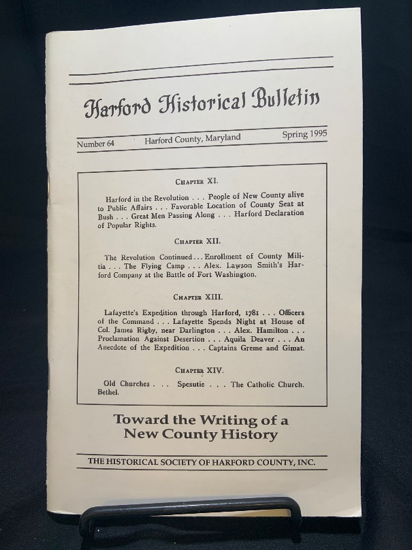 Harford Historical Bulletin
Number 64 Harford County, Maryland Spring 1995
Chapter XI.
Harford in the Revolution . . . People of New County alive
to Public Affairs . . . Favorable Location of County Seat at
Bush . . . Great Men Passing Along . . . Harford Declaration
of Popular Rights.
Chapter XII.
The Revolution Continued . . . Enrollment of County Mili-
tia . . . The Flying Camp . . . Alex. Lawson Smith's Har-
ford Company at the Battle of Fort Washington.
Chapter XIII.
Lafayette's Expedition through Harford, 1781 . . . Officers
of the Command . . . Lafayette Spends Night at House of
Col. James Rigby, near Darlington . . . Alex. Hamilton . . .
Proclamation Against Desertion . . . Aquila Deaver . . . An
Anecdote of the Expedition . . . Captains Greme and Gimat.
Chapter XIV.
Old Churches . . . Spesutie . . . The Catholic Church.
Bethel.
Toward the Writing of a
New County History
THE HISTORICAL SOCIETY OF HARFORD COUNTY, INC.